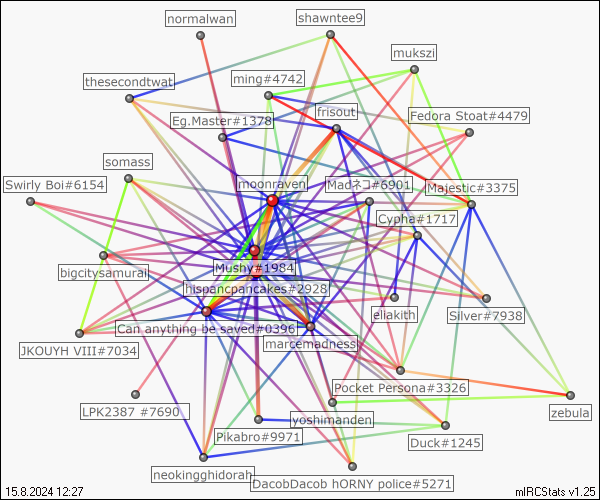 normalwan
shawntee9
mukszi
thesecondtwat
ming#4742
Eg.Master#1378
frisout
Fedora Stoat#4479
somass
Swirly Boi#6154
moonraven
Madネコ#6901
Majestic#3375
Cypha#1717
Mushy#1984
bigcitysamurai
hispancpancakes#2928
ellakith
Silver#7938
Can anything be saved#0396
marcemadness
JKOUYH VIII#7034
Pocket Persona#3326
LPK2387 #7690
yoshimanden
zebula
Pikabro#9971
Duck#1245
neokingghidorah
DacobDacob hORNY police#5271
15.8.2024 12:27
mIRCStats v1.25